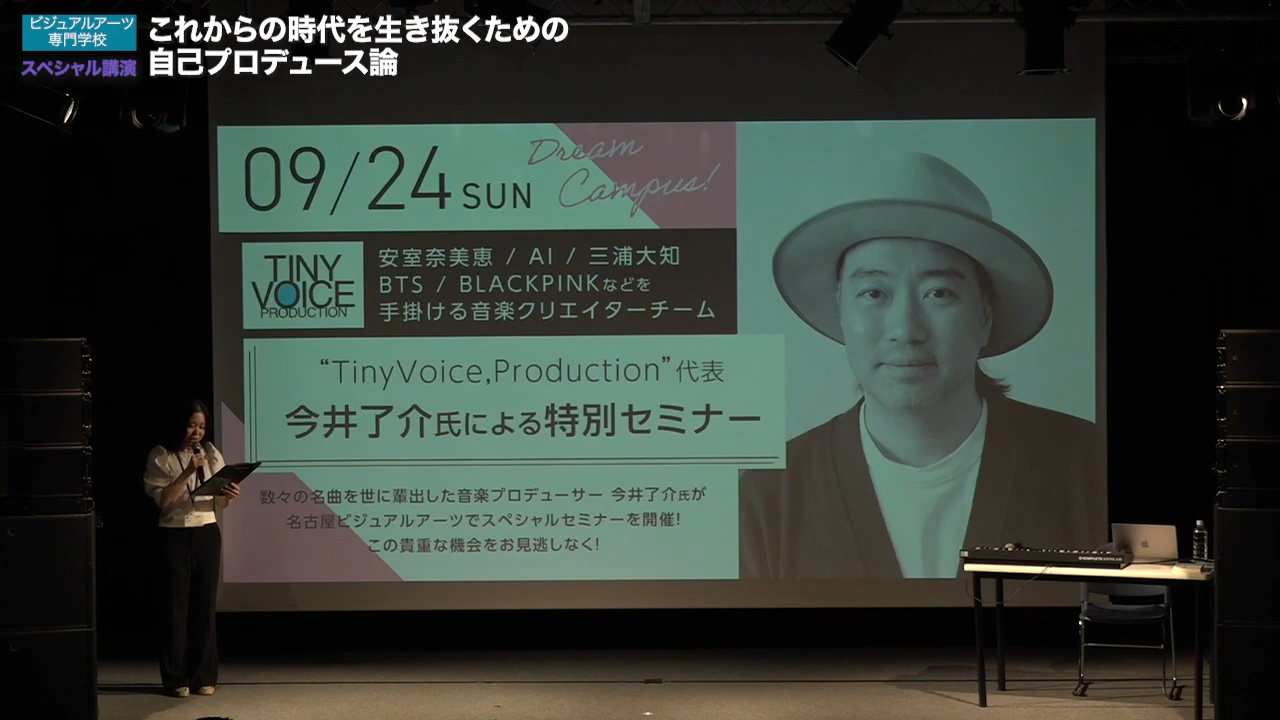 ビジュアルアーツ
専門学校
スペシャル講演
これからの時代を生き抜くための
自己プロデュース論
09/24 SUN
Dream
Campus!
TINY
VOICE
PRODUCTION
安室奈美恵 / AI / 三浦大知
BTS / BLACKPINKなどを
手掛ける音楽クリエイターチーム
“TinyVoice,Production”代表
今井了介氏による特別セミナー
数々の名曲を世に輩出した音楽プロデューサー 今井了介氏が
名古屋ビジュアルアーツでスペシャルセミナーを開催!
この貴重な機会をお見逃しなく!